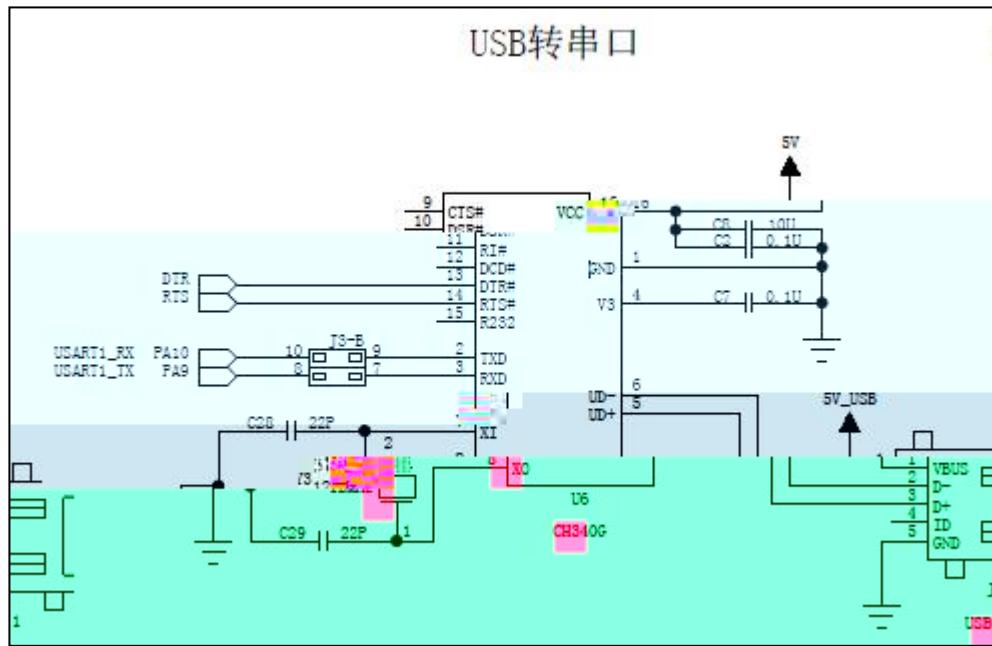 USB转串口
5V
9 CTS# VCC 16
10 DSR# C6 10U
11 RI# C2 0.1U
12 DCD# GND 1
DTR 13 DTR#
RTS 14 RTS# V3 4 C7 0.1U
15 R232
J3-B
USART1_RX PA10 10 9 2 TXD
USART1_TX PA9 8 7 3 RXD
UD- 6
UD+ 5 5V_USB
C28 22P XI
2
XO 1 VBUS
2 D-
U6 3 D+
4 ID
C29 22P 1 CH340G 5 GND
1 USB